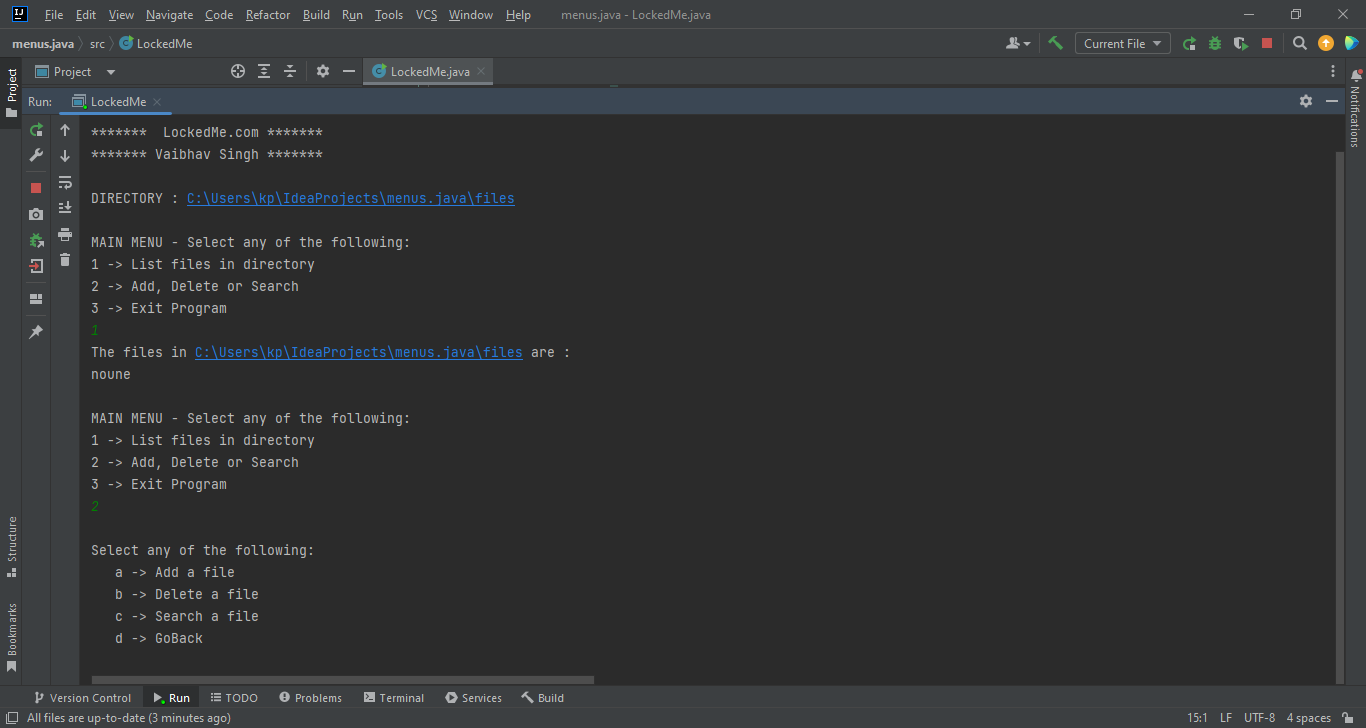 File Edit View Navigate Code Refactor Build Run Tools VCS Window Help menus.java - LockedMe.java
menus.java src LockedMe Current File
Project LockedMe.java
Project
Run: LockedMe
Notifications
*******  LockedMe.com *******
******* Vaibhav Singh *******
DIRECTORY : C:\Users\kp\IdeaProjects\menus.java\files
MAIN MENU - Select any of the following:
1 -> List files in directory
2 -> Add, Delete or Search
3 -> Exit Program
1
The files in C:\Users\kp\IdeaProjects\menus.java\files are :
noune
MAIN MENU - Select any of the following:
1 -> List files in directory
2 -> Add, Delete or Search
3 -> Exit Program
2
Select any of the following:
a -> Add a file
b -> Delete a file
c -> Search a file
d -> GoBack
Structure
Bookmarks
Version Control Run TODO Problems Terminal Services Build
All files are up-to-date (3 minutes ago) 15:1 LF UTF-8 4 spaces